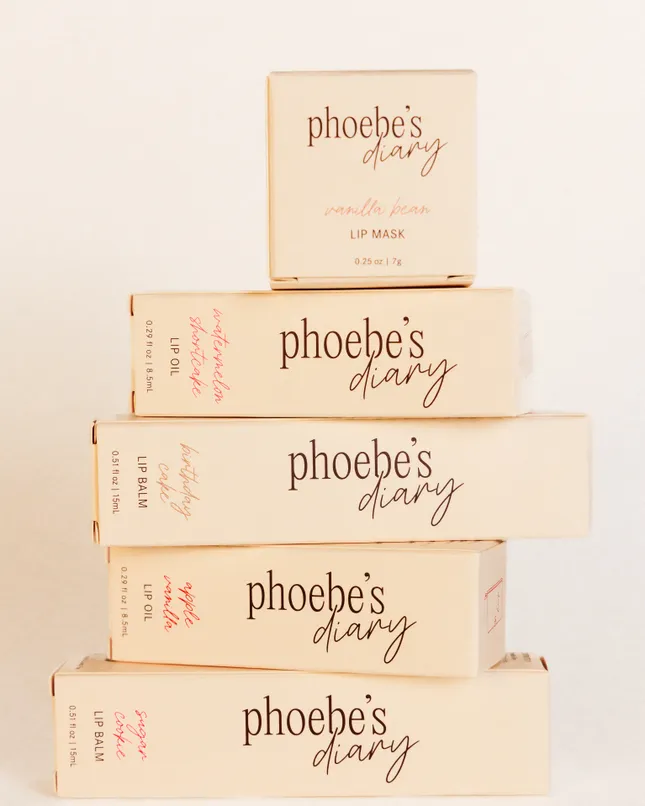 phoebe's
diary
vanilla bean
LIP MASK
0.25 oz | 7g
phoebe's
diary
watermelon
shortcake
LIP OIL
0.29 fl oz | 8.5mL
phoebe's
diary
birthday
cake
LIP BALM
0.51 fl oz | 15mL
phoebe's
diary
apple
vanilla
LIP OIL
0.29 fl oz | 8.5mL
phoebe's
diary
sugar
cookie
LIP BALM
0.51 fl oz | 15mL